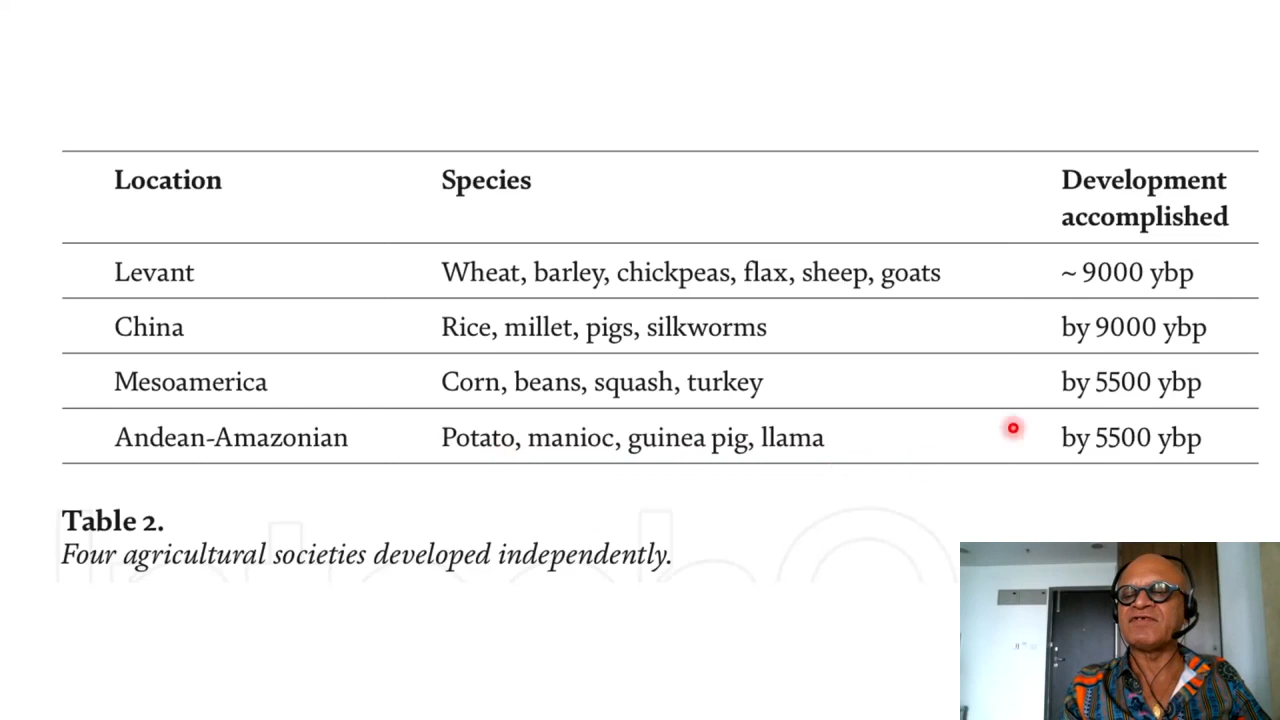 Location Species Development
accomplished
Levant Wheat, barley, chickpeas, flax, sheep, goats ~ 9000 ybp
China Rice, millet, pigs, silkworms by 9000 ybp
Mesoamerica Corn, beans, squash, turkey by 5500 ybp
Andean-Amazonian Potato, manioc, guinea pig, llama by 5500 ybp
Table 2.
Four agricultural societies developed independently.